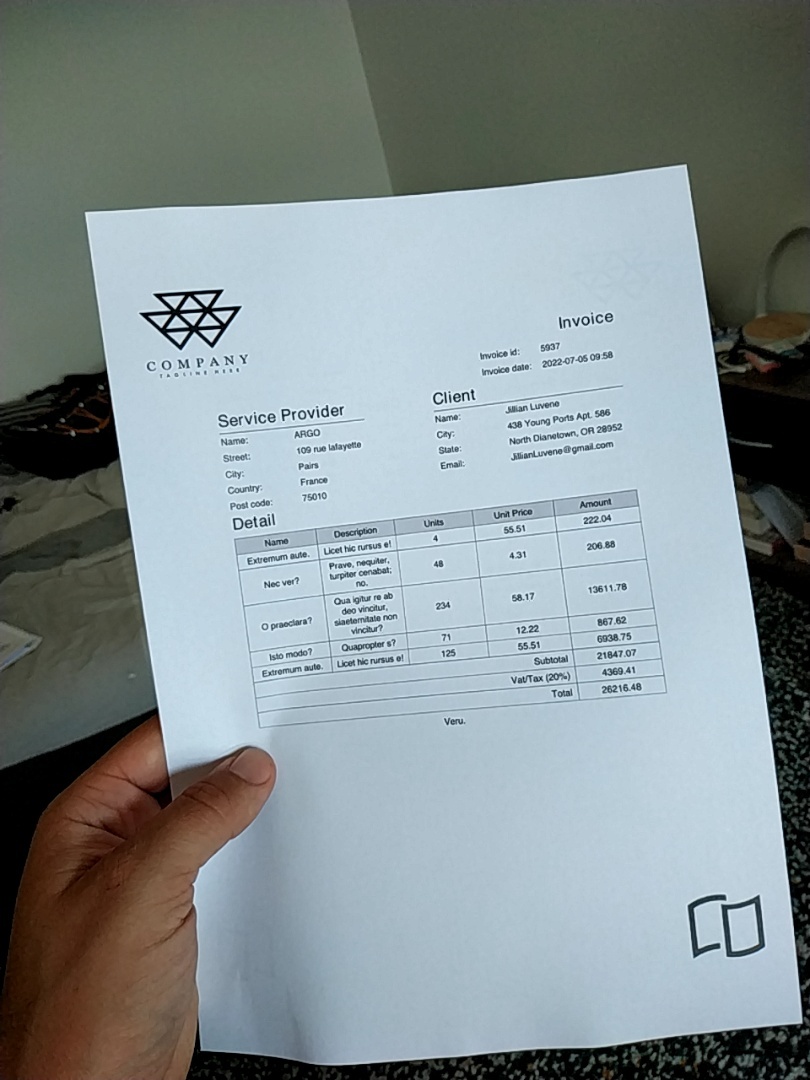 COMPANY
TAGLINE HERE
Invoice
Invoice id: 5937
Invoice date: 2022-07-05 09:58
Service Provider
Name: ARGO
Street: 109 rue lafayette
City: Pairs
Country: France
Post code: 75010
Client
Name: Jillian Luvene
City: 438 Young Ports Apt. 586
State: North Dianetown, OR 28952
Email: JillianLuvene@gmail.com
Detail
Name Description Units Unit Price Amount
Extremum aute. Licet hic rursus e! 4 55.51 222.04
Nec ver? Prave, nequiter, 48 4.31 206.88
turpiter cenabat;
no.
O praeclara? Qua igitur re ab 234 58.17 13611.78
deo vincitur,
siaeternitate non
vincitur?
Isto modo? Quapropter s? 71 12.22 867.62
Extremum aute. Licet hic rursus e! 125 55.51 6938.75
Subtotal 21847.07
Vat/Tax (20%) 4369.41
Total 26216.48
Veru.